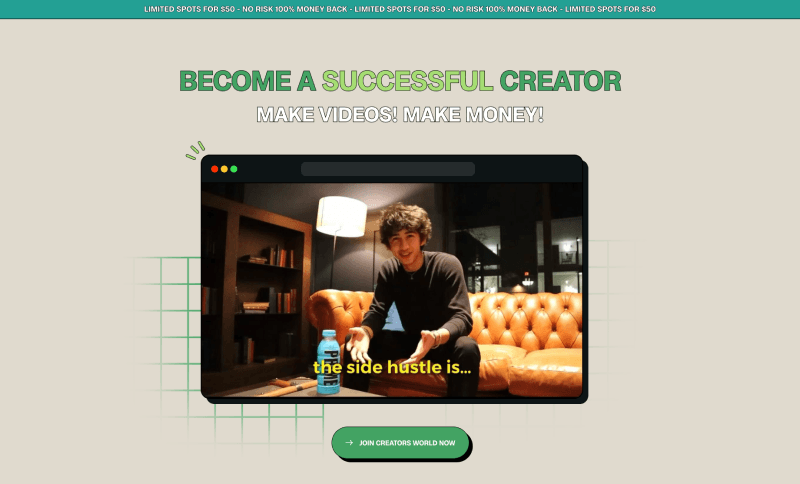 LIMITED SPOTS FOR $50 - NO RISK 100% MONEY BACK - LIMITED SPOTS FOR $50 - NO RISK 100% MONEY BACK - LIMITED SPOTS FOR $50
BECOME A SUCCESSFUL CREATOR
MAKE VIDEOS! MAKE MONEY!
PRIME
the side hustle is...
→ JOIN CREATORS WORLD NOW